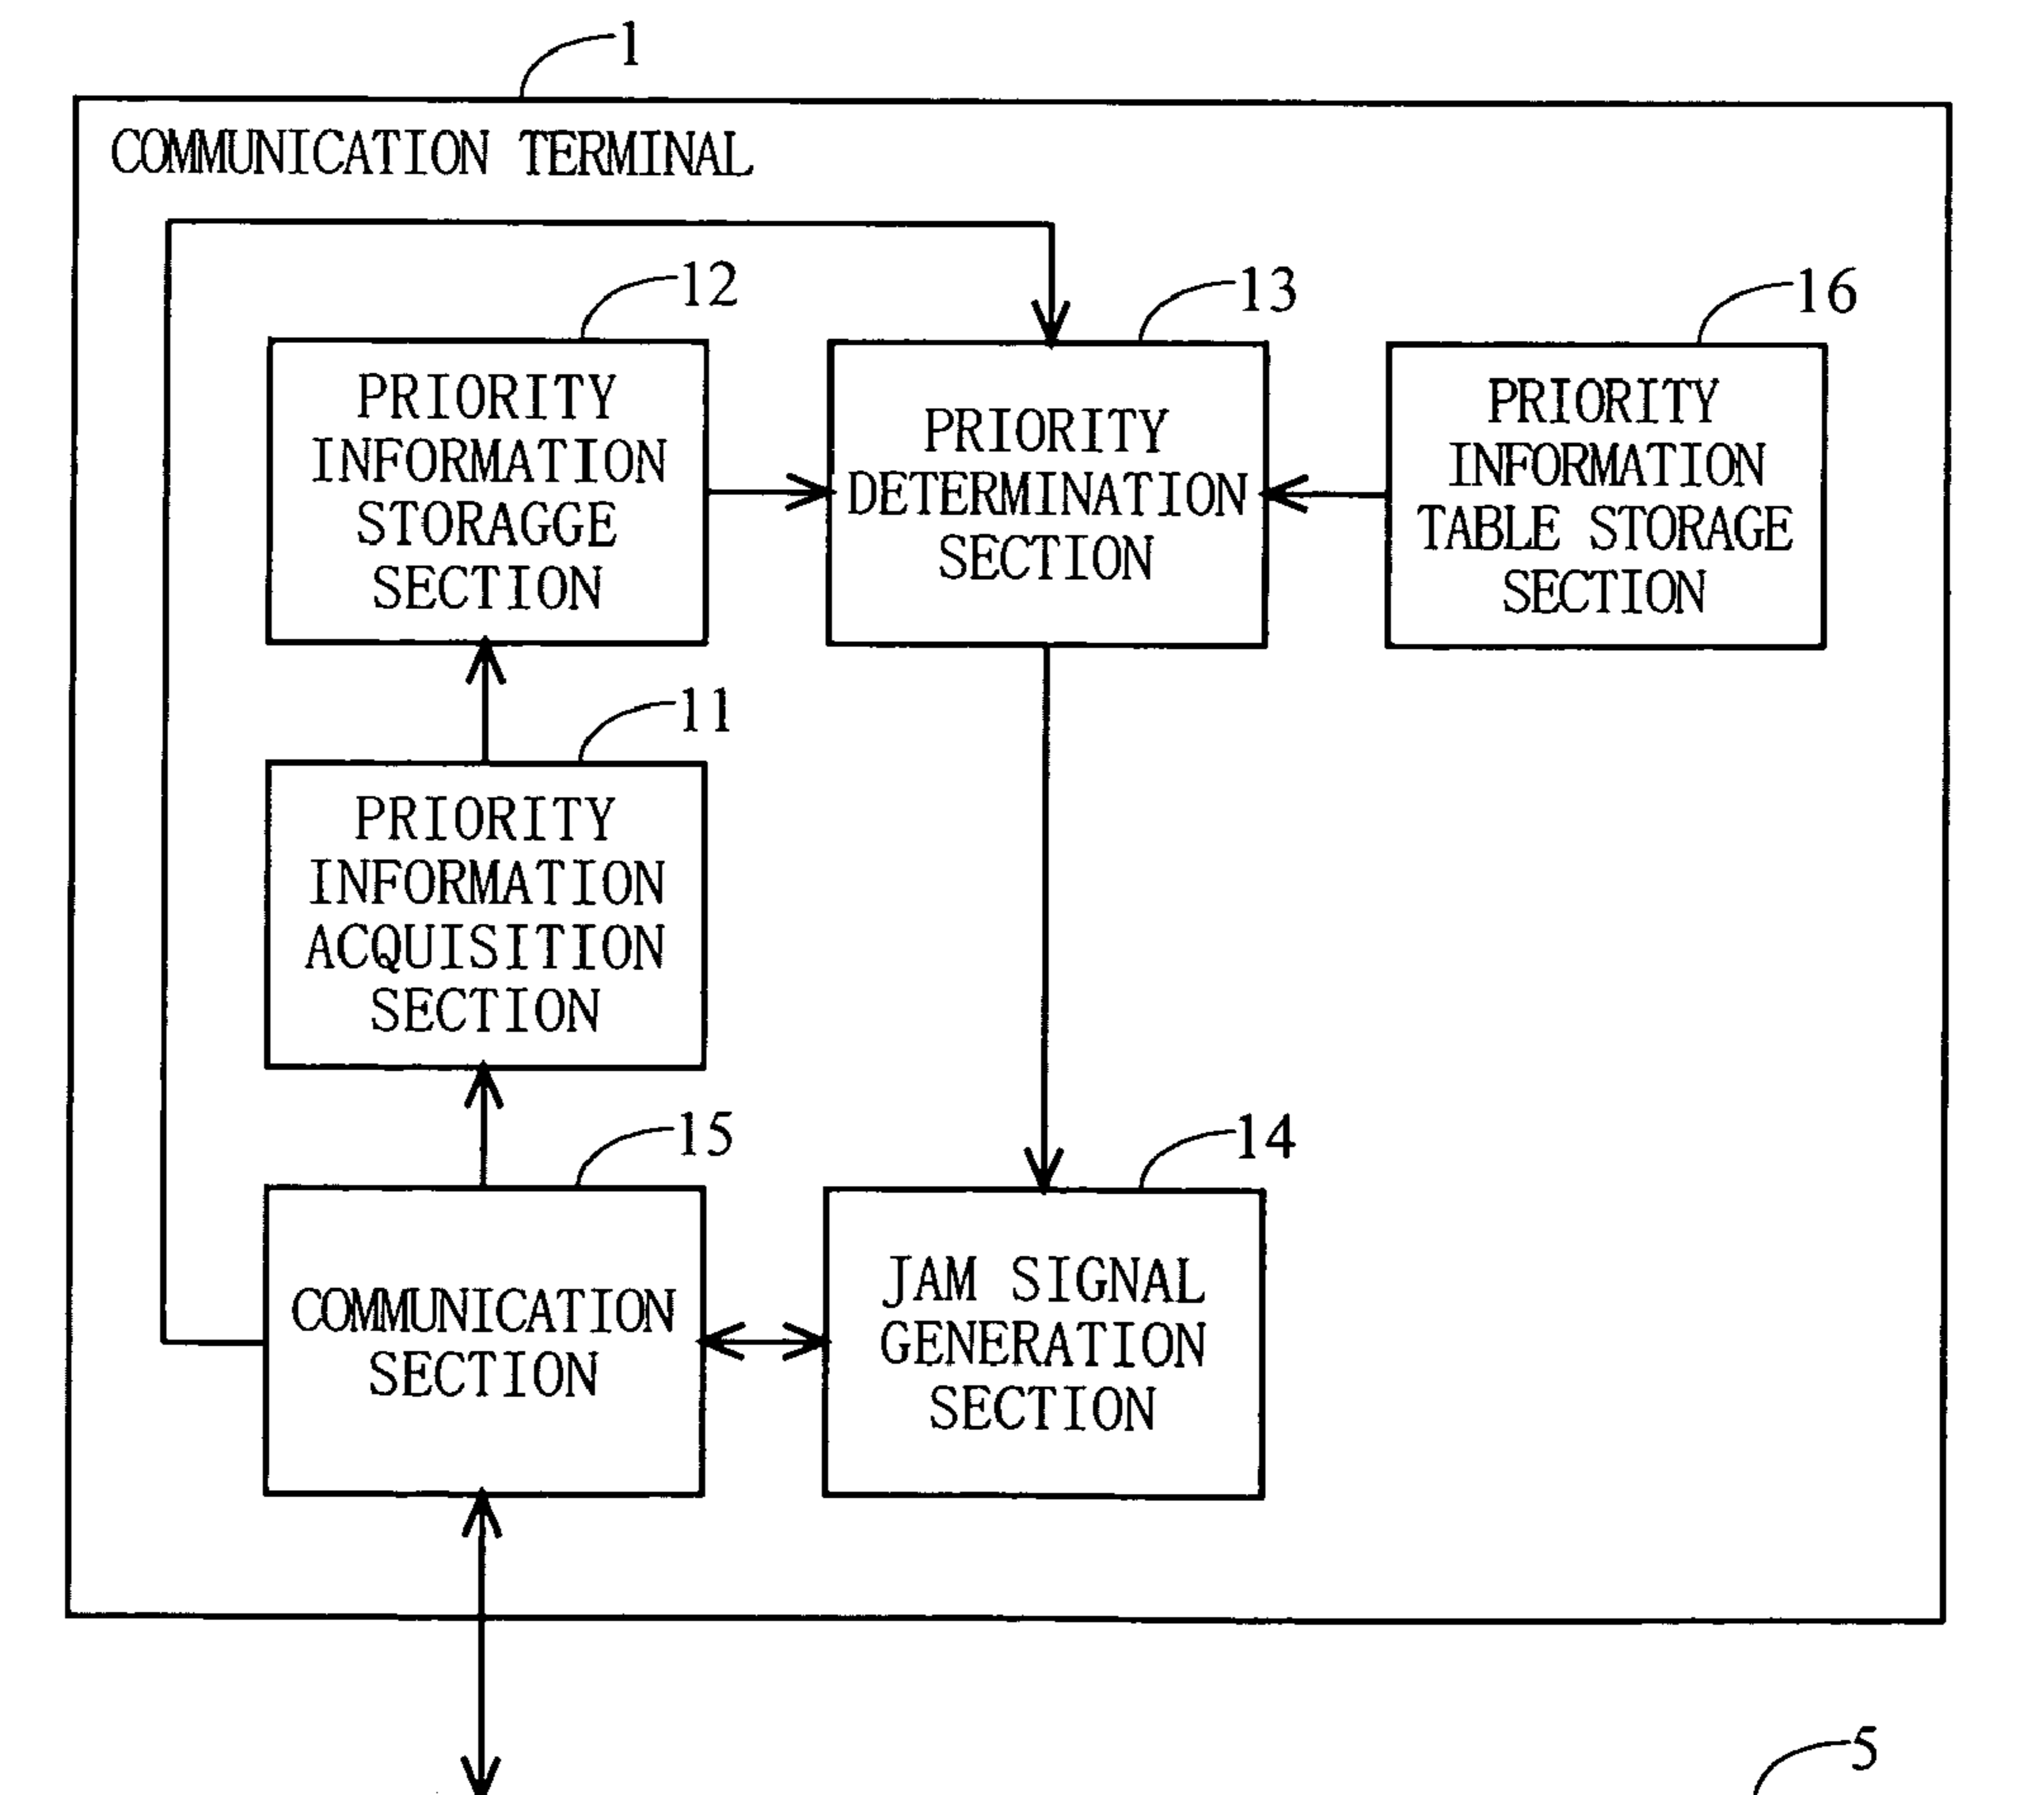 1
COMMUNICATION TERMINAL
12
PRIORITY
INFORMATION
STORAGGE
SECTION
13
PRIORITY
DETERMINATION
SECTION
16
PRIORITY
INFORMATION
TABLE STORAGE
SECTION
11
PRIORITY
INFORMATION
ACQUISITION
SECTION
15
COMMUNICATION
SECTION
14
JAM SIGNAL
GENERATION
SECTION
5